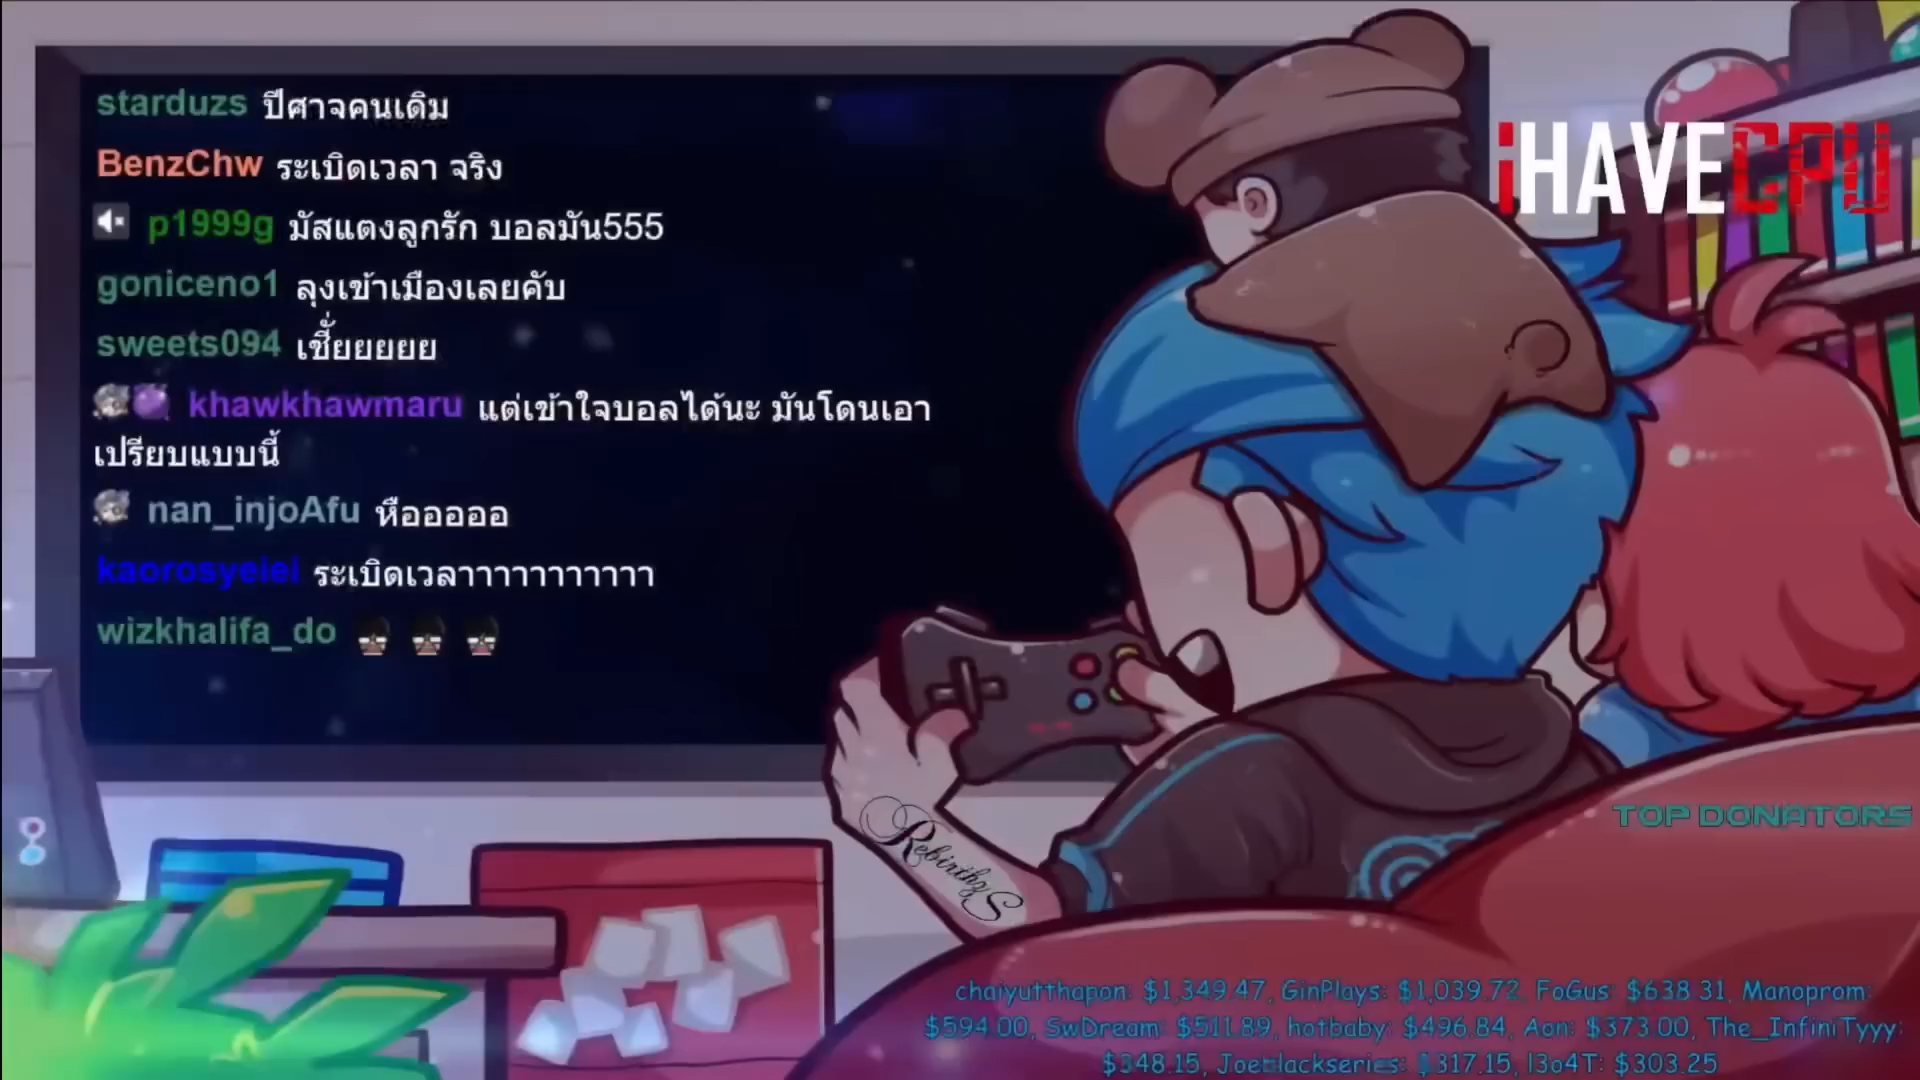 starduzs ปีศาจคนเดิม
BenzChw ระเบิดเวลา จริง
p1999g มัสแตงลูกรัก บอลมัน555
goniceno1 ลุงเข้าเมืองเลยคับ
sweets094 เชี่ัยยยยย
khawkhawmaru แต่เข้าใจบอลได้นะ มันโดนเอา
เปรียบแบบนี้
nan_injoAfu หืออออออ
kaorosyeiei ระเบิดเวลาาาาาาาาาาา
wizkhalifa_do
iHAVECPU
RebirthzS
TOP DONATORS
chaiyutthapon: $1,349.47, GinPlays: $1,039.72, FoGus: $638.31, Manoprom:
$594.00, SwDream: $511.89, hotbaby: $496.84, Aon: $373.00, The_InfiniTyyy:
$348.15, Joeblackseries: $317.15, l3o4T: $303.25